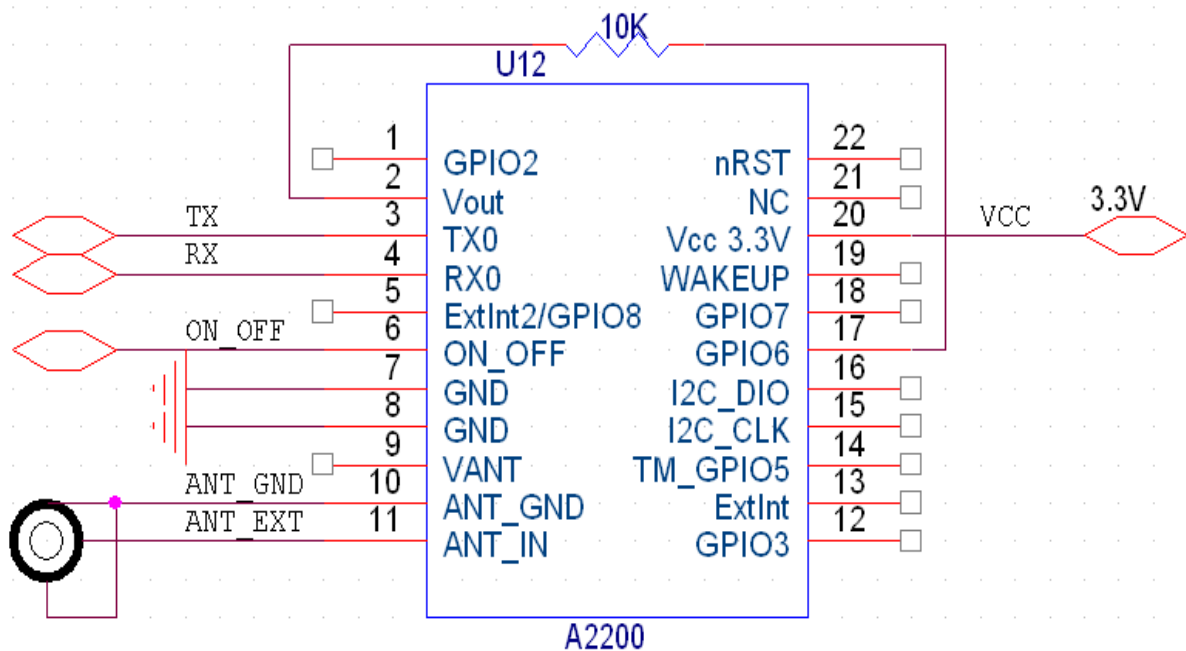 10K
U12
1
GPIO2
2
Vout
TX
3
TX0
RX
4
RX0
5
ExtInt2/GPIO8
ON_OFF
6
ON_OFF
7
GND
8
GND
9
VANT
ANT_GND
10
ANT_GND
ANT_EXT
11
ANT_IN
22
nRST
21
NC
20
Vcc 3.3V
VCC
3.3V
19
WAKEUP
18
GPIO7
17
GPIO6
16
I2C_DIO
15
I2C_CLK
14
TM_GPIO5
13
ExtInt
12
GPIO3
A2200